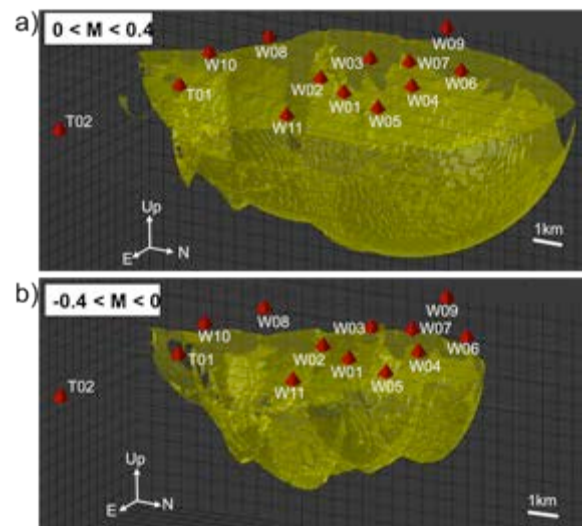 a)
0 < M < 0.4
W09
W08
W03
W07
W10
W06
W02
T01
W01
W04
W05
T02
W11
Up
E
N
1km
b)
-0.4 < M < 0
W09
W08
W10
W03
W07
W06
T01
W02
W01
W04
W05
T02
W11
Up
E
N
1km